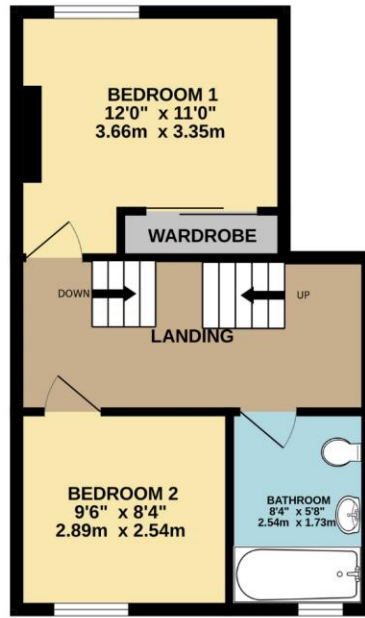 BEDROOM 1
12'0" x 11'0"
3.66m x 3.35m
WARDROBE
DOWN
UP
LANDING
BEDROOM 2
9'6" x 8'4"
2.89m x 2.54m
BATHROOM
8'4" x 5'8"
2.54m x 1.73m